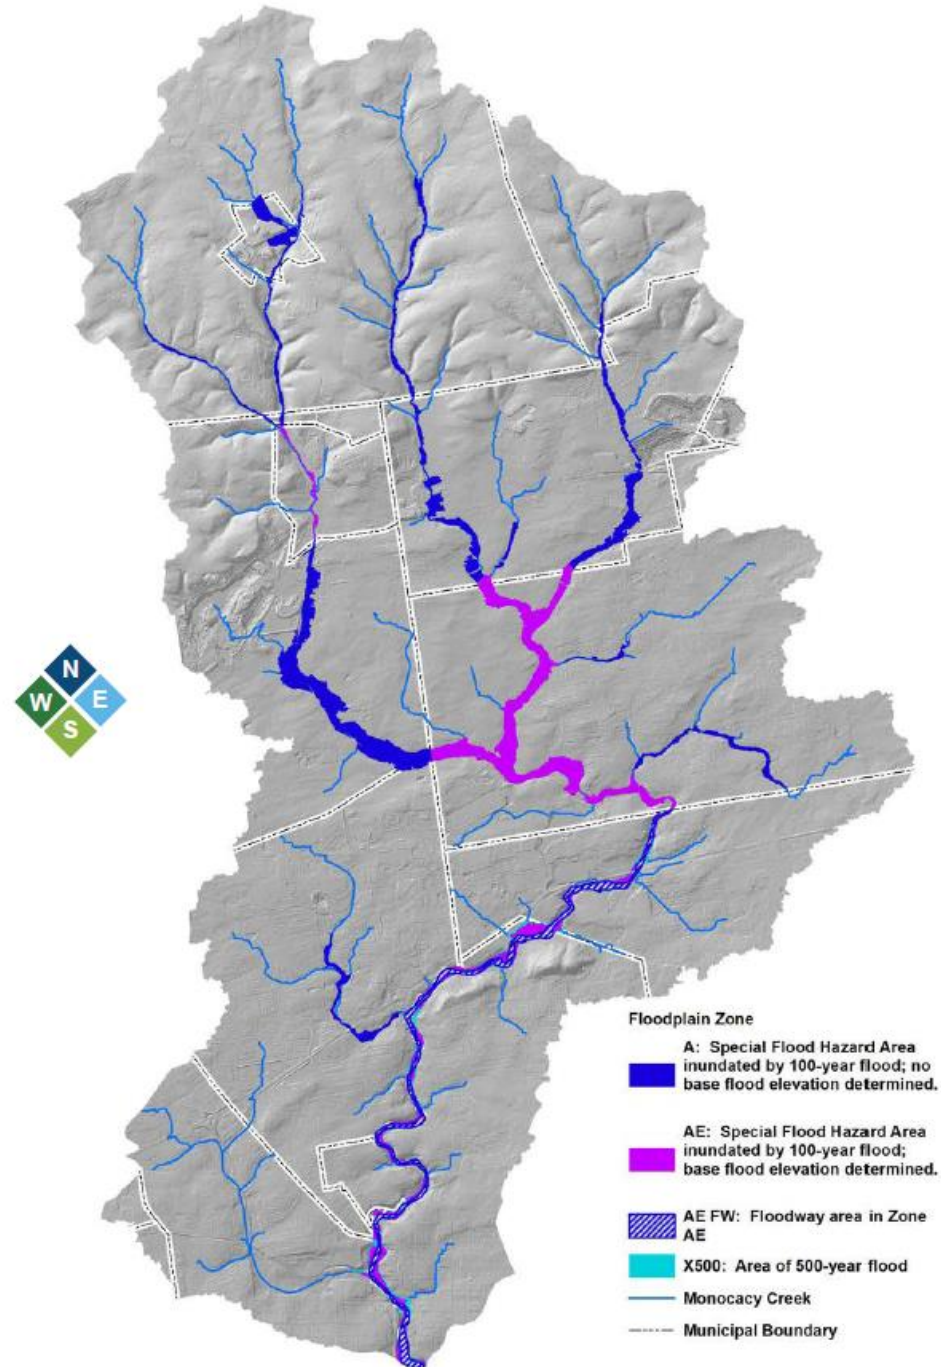 N
W E
S
Floodplain Zone
A: Special Flood Hazard Area
inundated by 100-year flood; no
base flood elevation determined.
AE: Special Flood Hazard Area
inundated by 100-year flood;
base flood elevation determined.
AE FW: Floodway area in Zone
AE
X500: Area of 500-year flood
Monocacy Creek
Municipal Boundary